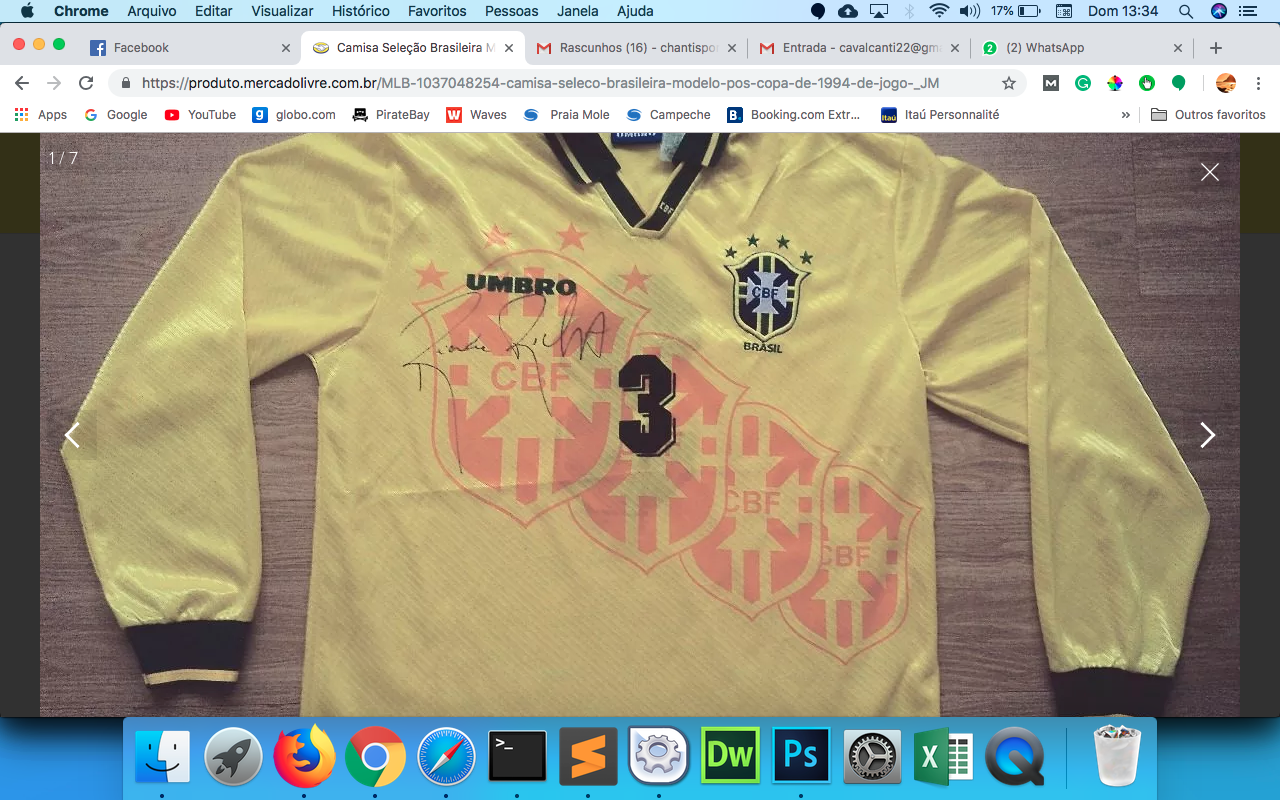 Chrome Arquivo Editar Visualizar Histórico Favoritos Pessoas Janela Ajuda 17% Dom 13:34
Facebook
Camisa Seleção Brasileira M
Rascunhos (16) - chantispor
Entrada - cavalcanti22@gma
2 (2) WhatsApp
https://produto.mercadolivre.com.br/MLB-1037048254-camisa-seleco-brasileira-modelo-pos-copa-de-1994-de-jogo-_JM
Apps Google YouTube globo.com PirateBay Waves Praia Mole Campeche Booking.com Extr... Itaú Personnalité » Outros favoritos
1 / 7
CBF
UMBRO
CBF
BRASIL
CBF
3
CBF
CBF
>_
Dw
Ps